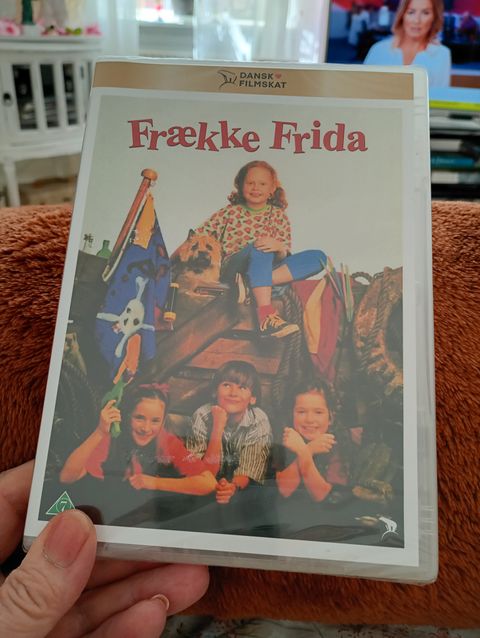 DANSK
FILMSKAT
Frække Frida
7